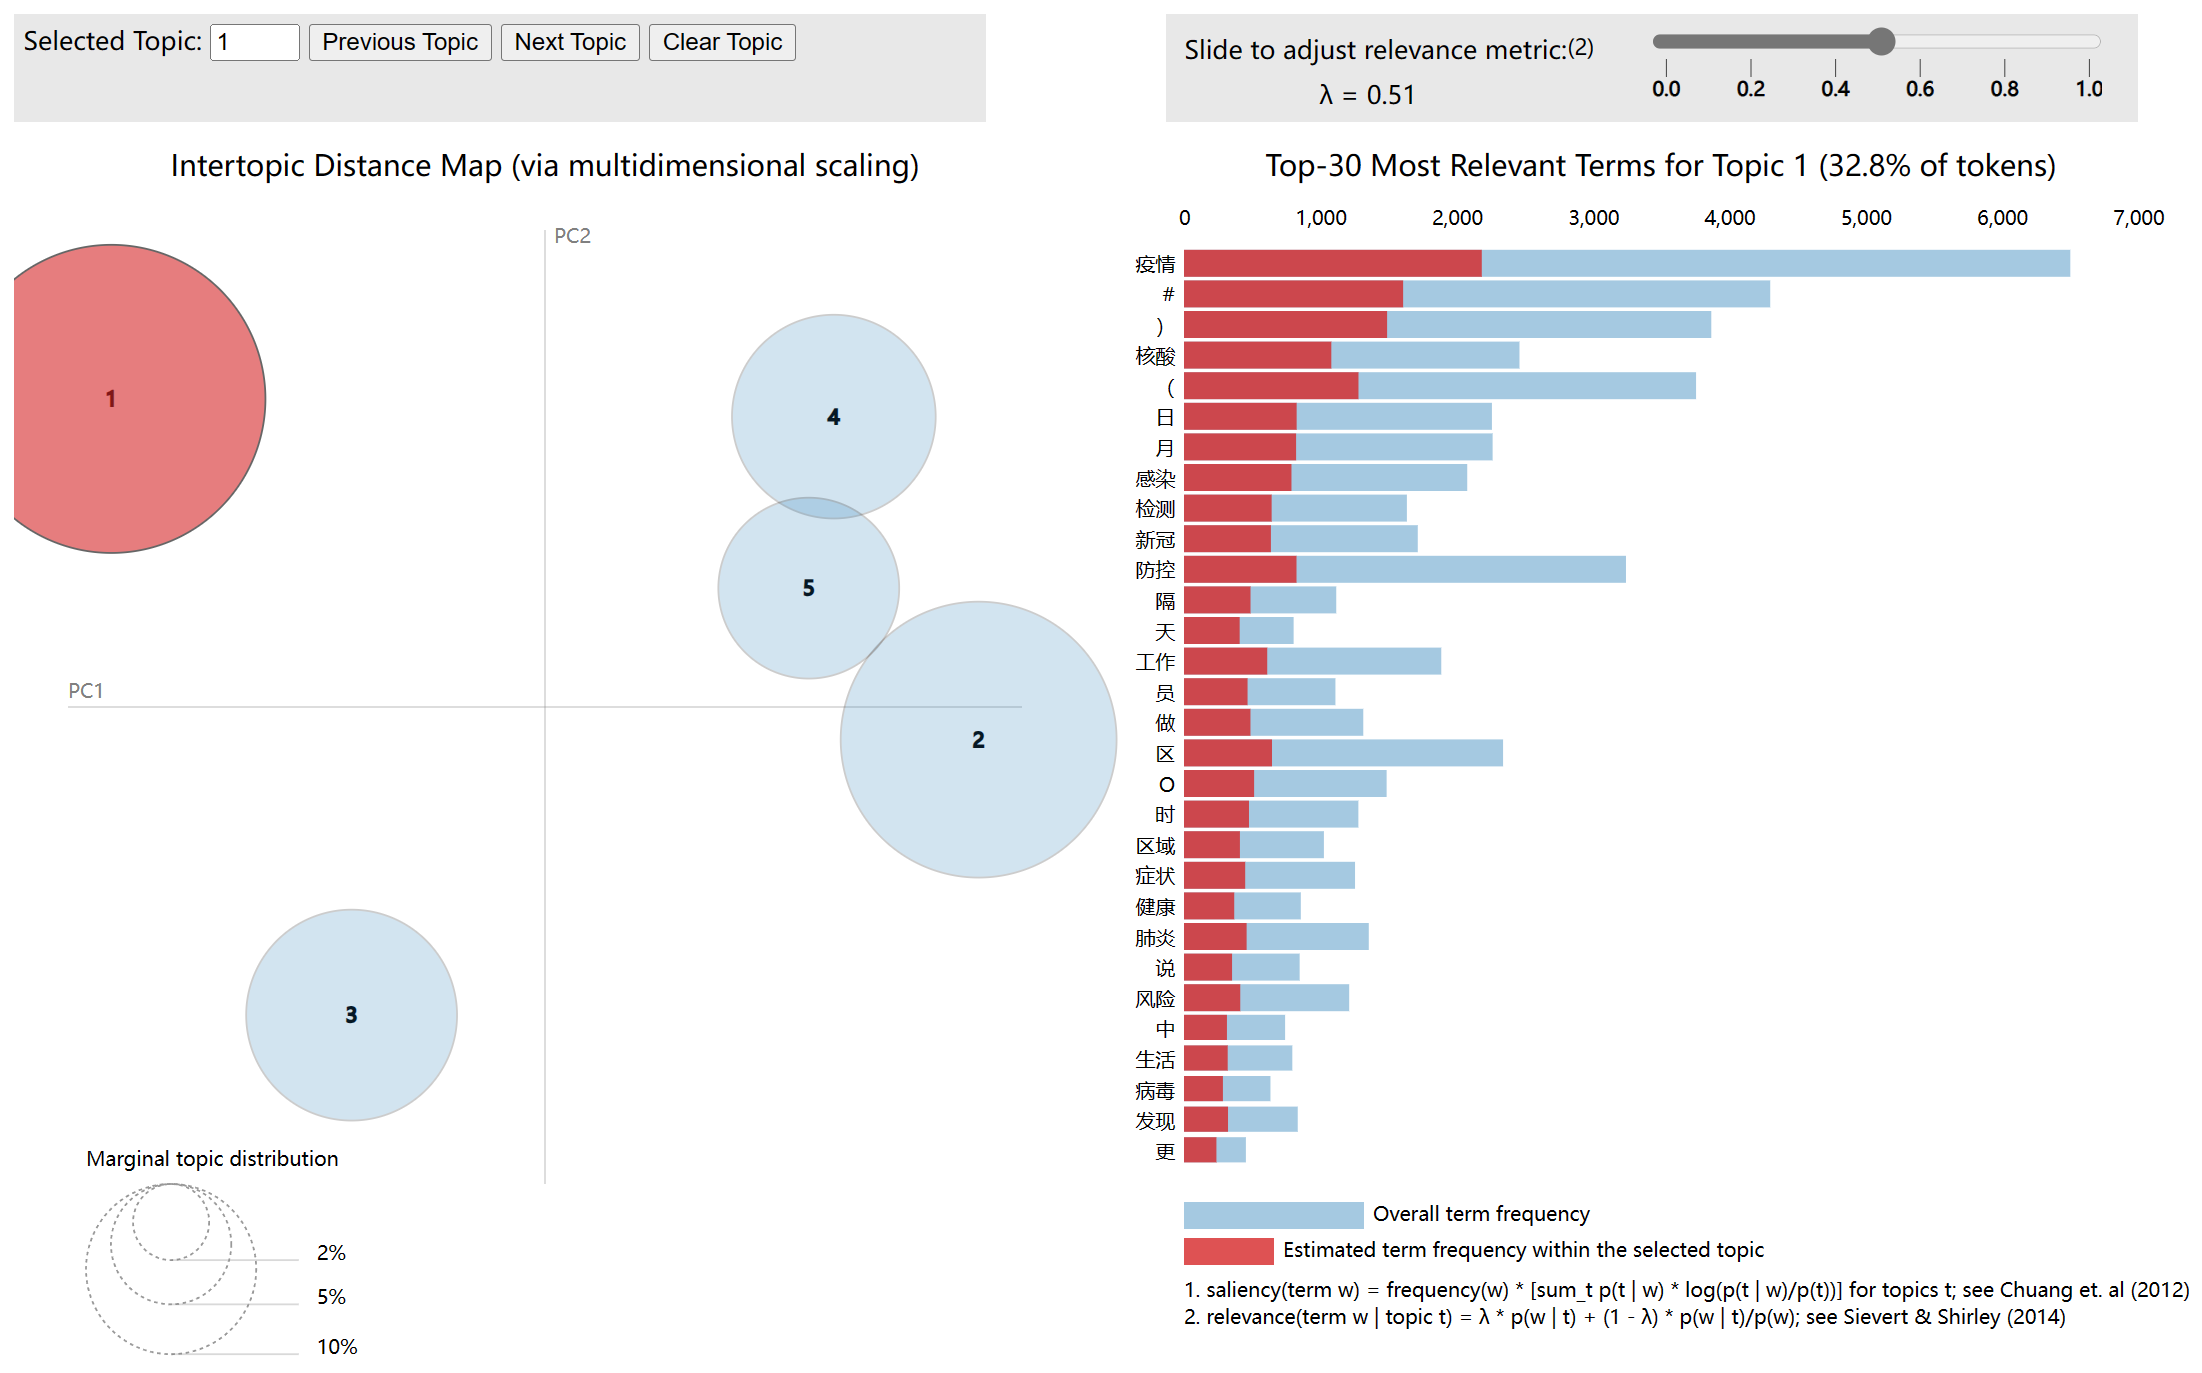 Selected Topic: 1 Previous Topic Next Topic Clear Topic
Slide to adjust relevance metric:(2)
λ = 0.51
0.0 0.2 0.4 0.6 0.8 1.0
Intertopic Distance Map (via multidimensional scaling)
PC2
PC1
1
4
5
2
3
Marginal topic distribution
2%
5%
10%
Top-30 Most Relevant Terms for Topic 1 (32.8% of tokens)
0 1,000 2,000 3,000 4,000 5,000 6,000 7,000
疫情
#
）
核酸
（
日
月
感染
检测
新冠
防控
隔
天
工作
员
做
区
O
时
区域
症状
健康
肺炎
说
风险
中
生活
病毒
发现
更
Overall term frequency
Estimated term frequency within the selected topic
1. saliency(term w) = frequency(w) * [sum_t p(t | w) * log(p(t | w)/p(t))] for topics t; see Chuang et. al (2012)
2. relevance(term w | topic t) = λ * p(w | t) + (1 - λ) * p(w | t)/p(w); see Sievert & Shirley (2014)